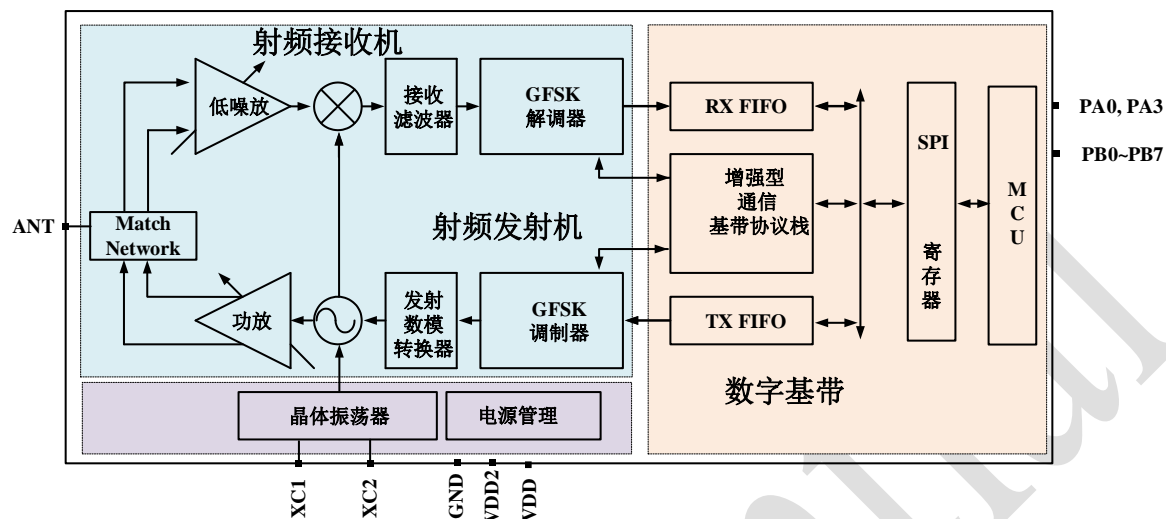 射频接收机
低噪放
接收
滤波器
GFSK
解调器
RX FIFO
SPI
寄
存
器
M
C
U
PA0, PA3
PB0~PB7
增强型
通信
基带协议栈
ANT
Match
Network
射频发射机
功放
发射
数模
转换器
GFSK
调制器
TX FIFO
数字基带
晶体振荡器
电源管理
XC1
XC2
GND
VDD2
VDD